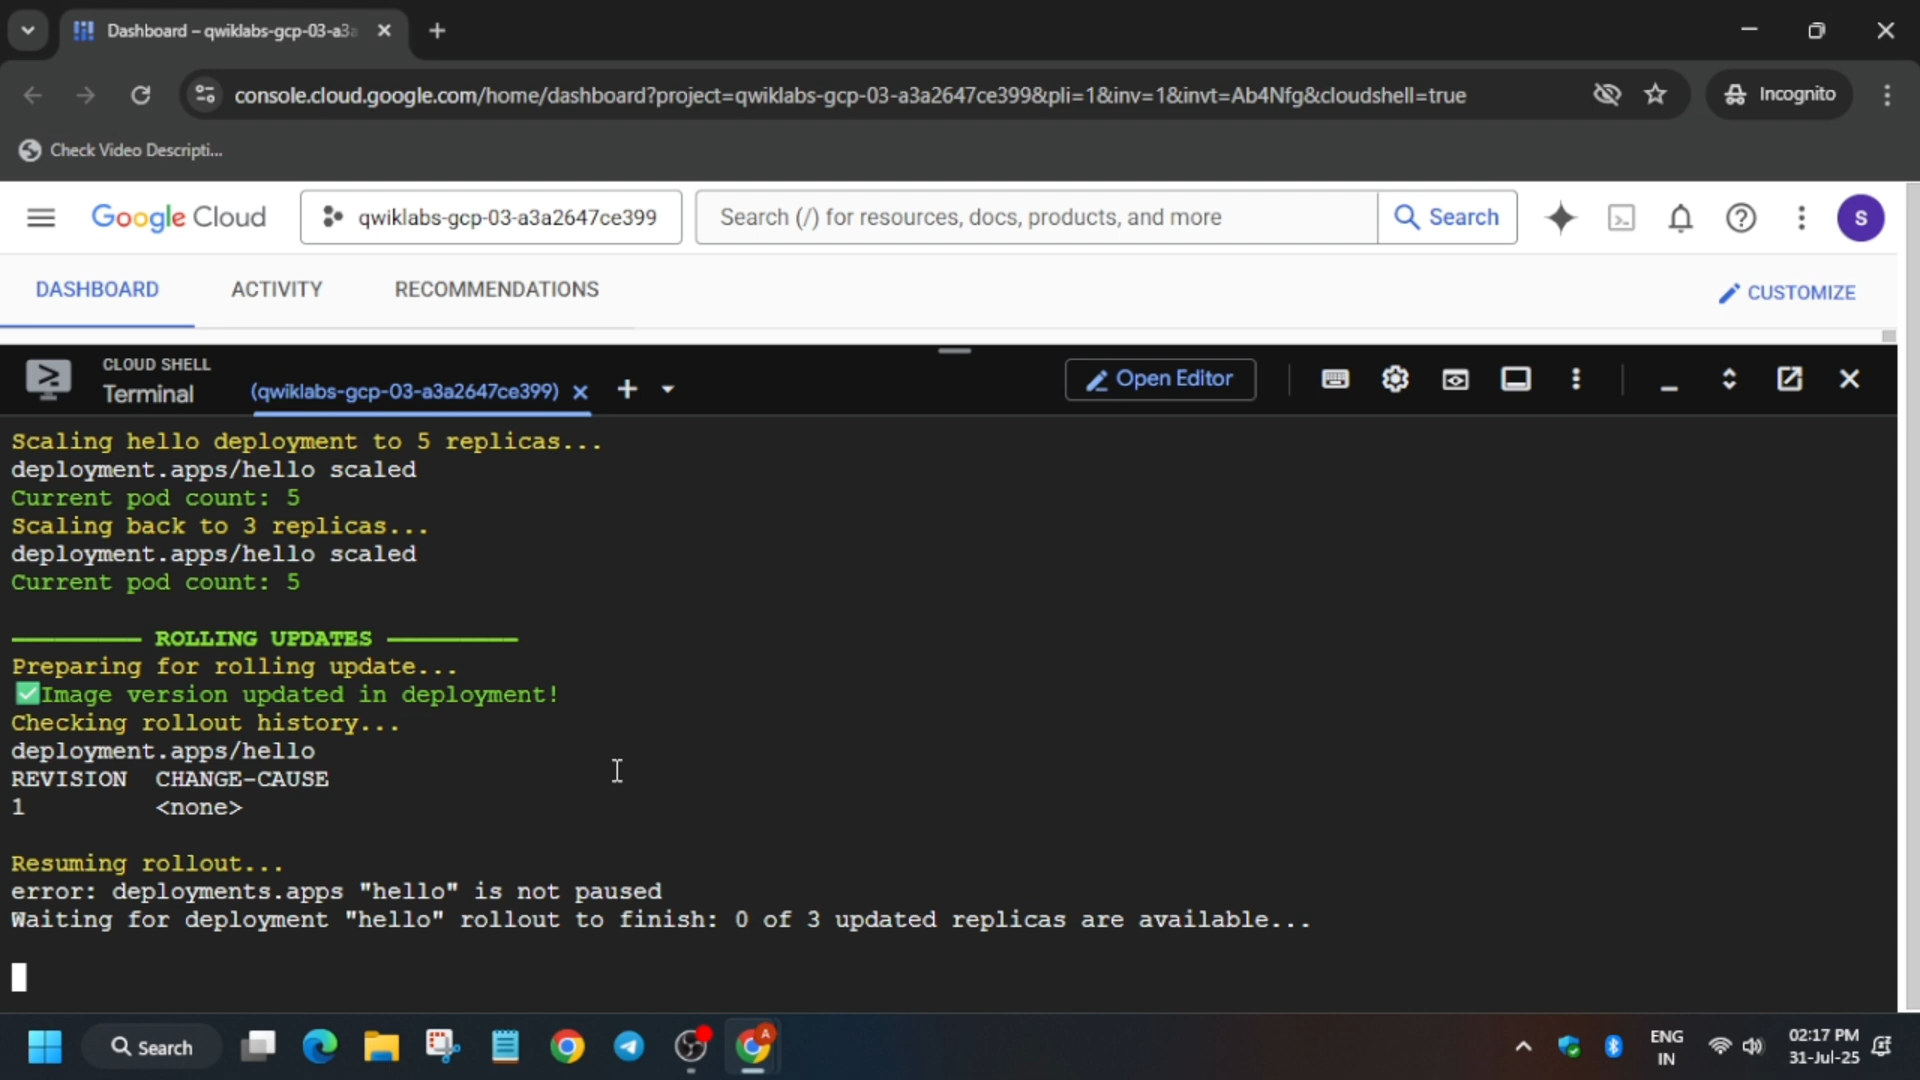 Dashboard – qwiklabs-gcp-03-a3a
console.cloud.google.com/home/dashboard?project=qwiklabs-gcp-03-a3a2647ce399&pli=1&inv=1&invt=Ab4Nfg&cloudshell=true
Incognito
Check Video Descripti...
Google Cloud
qwiklabs-gcp-03-a3a2647ce399
Search (/) for resources, docs, products, and more
Search
S
DASHBOARD
ACTIVITY
RECOMMENDATIONS
CUSTOMIZE
CLOUD SHELL
Terminal
(qwiklabs-gcp-03-a3a2647ce399)
Open Editor
Scaling hello deployment to 5 replicas...
deployment.apps/hello scaled
Current pod count: 5
Scaling back to 3 replicas...
deployment.apps/hello scaled
Current pod count: 5
ROLLING UPDATES
Preparing for rolling update...
✅Image version updated in deployment!
Checking rollout history...
deployment.apps/hello
REVISION  CHANGE-CAUSE
1         <none>
Resuming rollout...
error: deployments.apps "hello" is not paused
Waiting for deployment "hello" rollout to finish: 0 of 3 updated replicas are available...
Search
A
ENG
IN
02:17 PM
31-Jul-25